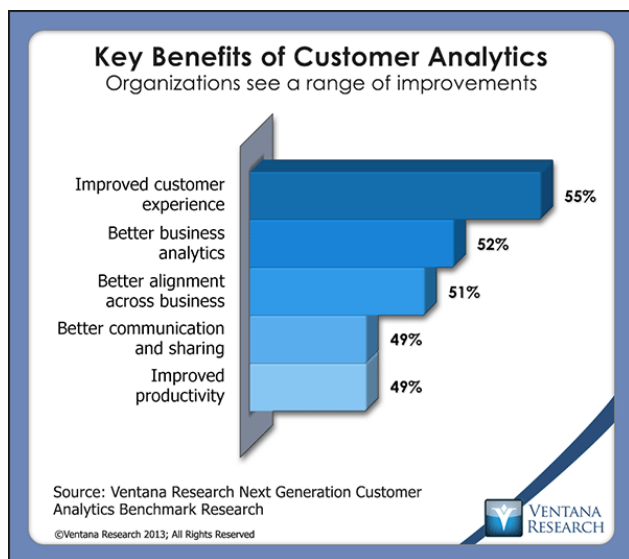 Key Benefits of Customer Analytics
Organizations see a range of improvements
Improved customer
experience
55%
Better business
analytics
52%
Better alignment
across business
51%
Better communication
and sharing
49%
Improved
productivity
49%
Source: Ventana Research Next Generation Customer
Analytics Benchmark Research
©Ventana Research 2013; All Rights Reserved
VENTANA
RESEARCH